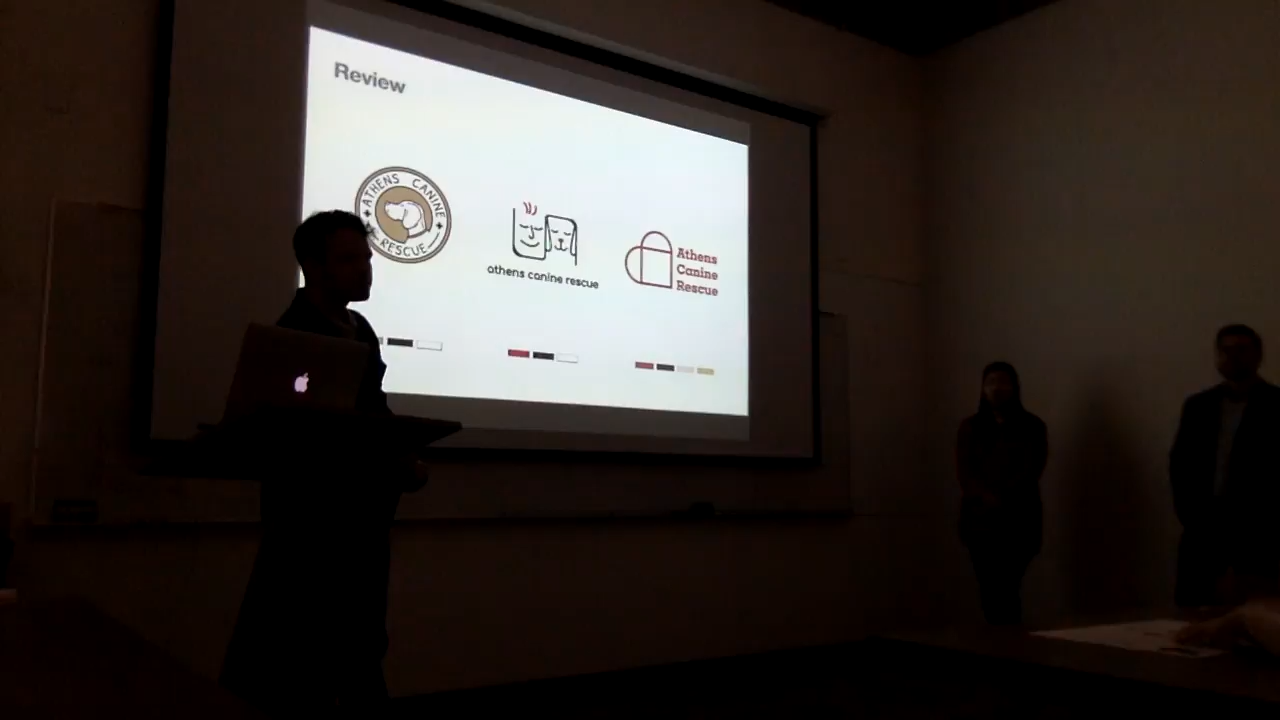 Review
ATHENS CANINE
RESCUE
athens canine rescue
Athens
Canine
Rescue